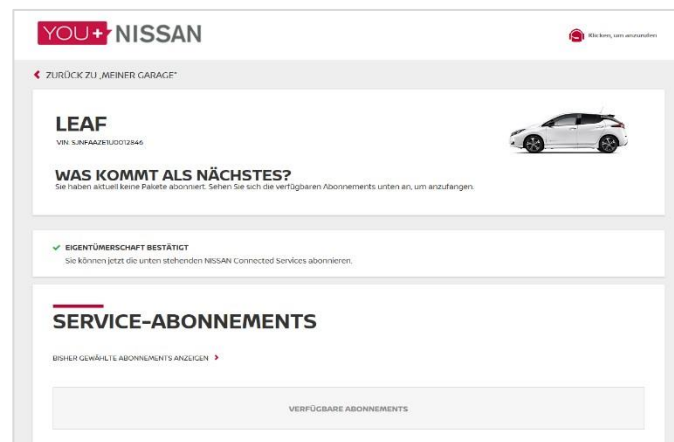 YOU+ NISSAN
Klicken, um anzurufen
ZURÜCK ZU „MEINER GARAGE"
LEAF
VIN: SJNFAAZE1U0012846
WAS KOMMT ALS NÄCHSTES?
Sie haben aktuell keine Pakete abonniert. Sehen Sie sich die verfügbaren Abonnements unten an, um anzufangen.
EIGENTÜMERSCHAFT BESTÄTIGT
Sie können jetzt die unten stehenden NISSAN Connected Services abonnieren.
SERVICE-ABONNEMENTS
BISHER GEWÄHLTE ABONNEMENTS ANZEIGEN
VERFÜGBARE ABONNEMENTS